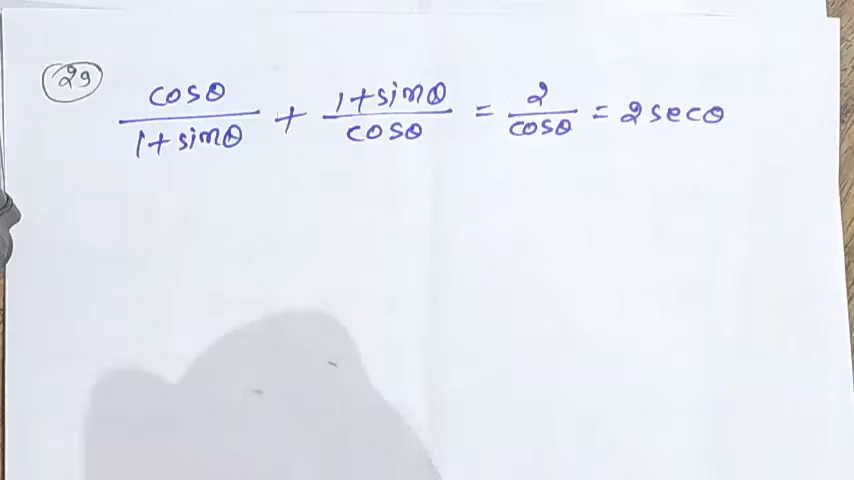 29 cosθ/(1+sinθ) + (1+sinθ)/cosθ = 2/cosθ = 2secθ